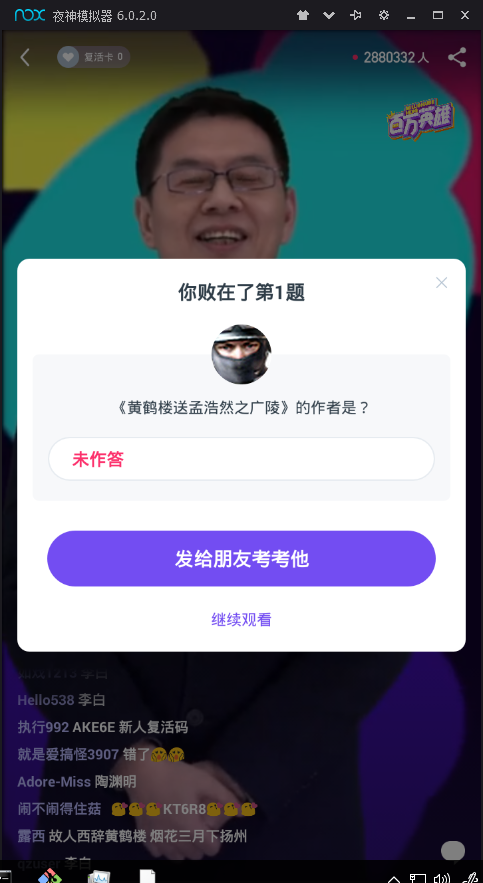 nox 夜神模拟器 6.0.2.0
复活卡 0
2880332 人
百万英雄
你败在了第1题
《黄鹤楼送孟浩然之广陵》的作者是？
未作答
发给朋友考考他
继续观看
Hello538 李白
执行992 AKE6E 新人复活码
就是爱搞怪3907 错了
Adore-Miss 陶渊明
闹不闹得住菇 KT6R8
露西 故人西辞黄鹤楼 烟花三月下扬州
qzuser 李白